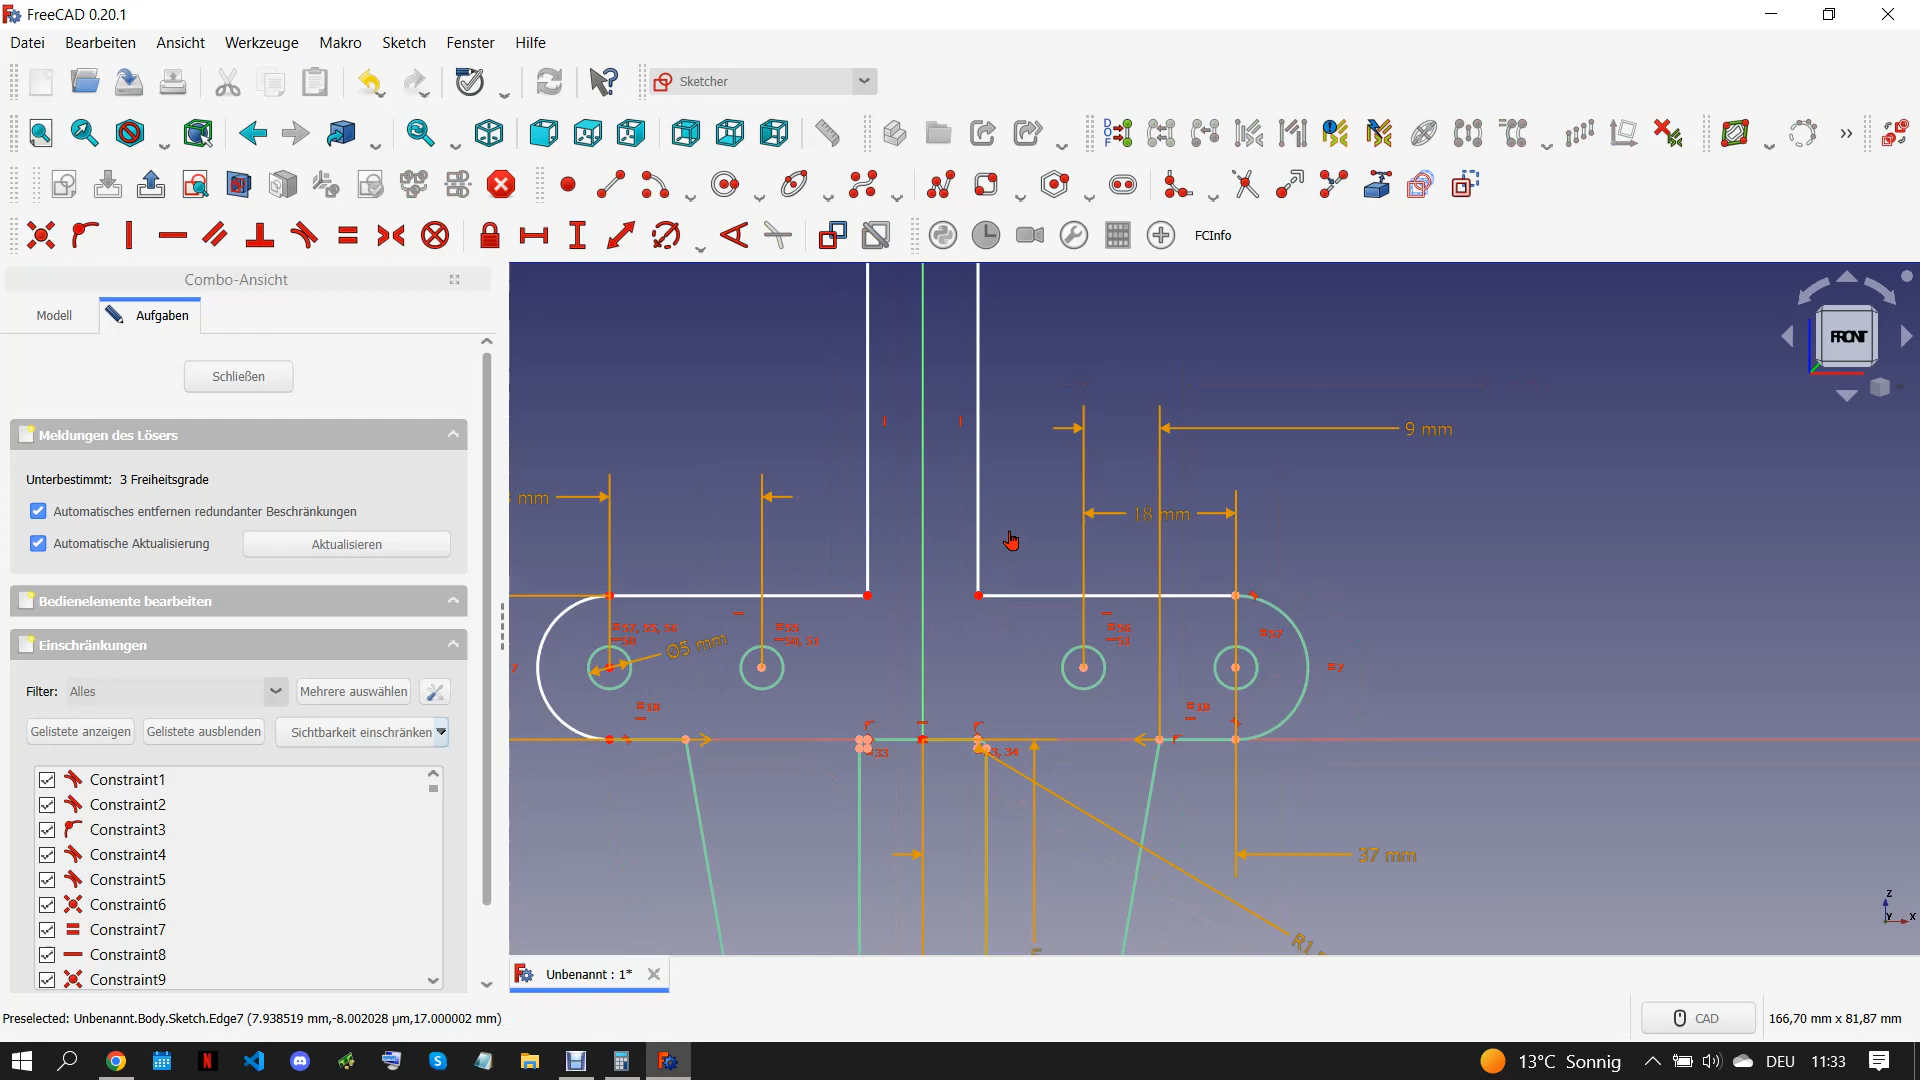 FreeCAD 0.20.1
Datei Bearbeiten Ansicht Werkzeuge Makro Sketch Fenster Hilfe
Sketcher
FCInfo
Combo-Ansicht
Modell Aufgaben
Schließen
Meldungen des Lösers
Unterbestimmt: 3 Freiheitsgrade
Automatisches entfernen redundanter Beschränkungen
Automatische Aktualisierung Aktualisieren
Bedienelemente bearbeiten
Einschränkungen
Filter: Alles Mehrere auswählen
Gelistete anzeigen Gelistete ausblenden Sichtbarkeit einschränken
Constraint1
Constraint2
Constraint3
Constraint4
Constraint5
Constraint6
Constraint7
Constraint8
Constraint9
FRONT
9 mm
mm
18 mm
Ø5 mm
37 mm
R1
Z
Y X
Unbenannt : 1*
Preselected: Unbenannt.Body.Sketch.Edge7 (7.938519 mm,-8.002028 µm,17.000002 mm)
CAD 166,70 mm x 81,87 mm
13°C Sonnig DEU 11:33